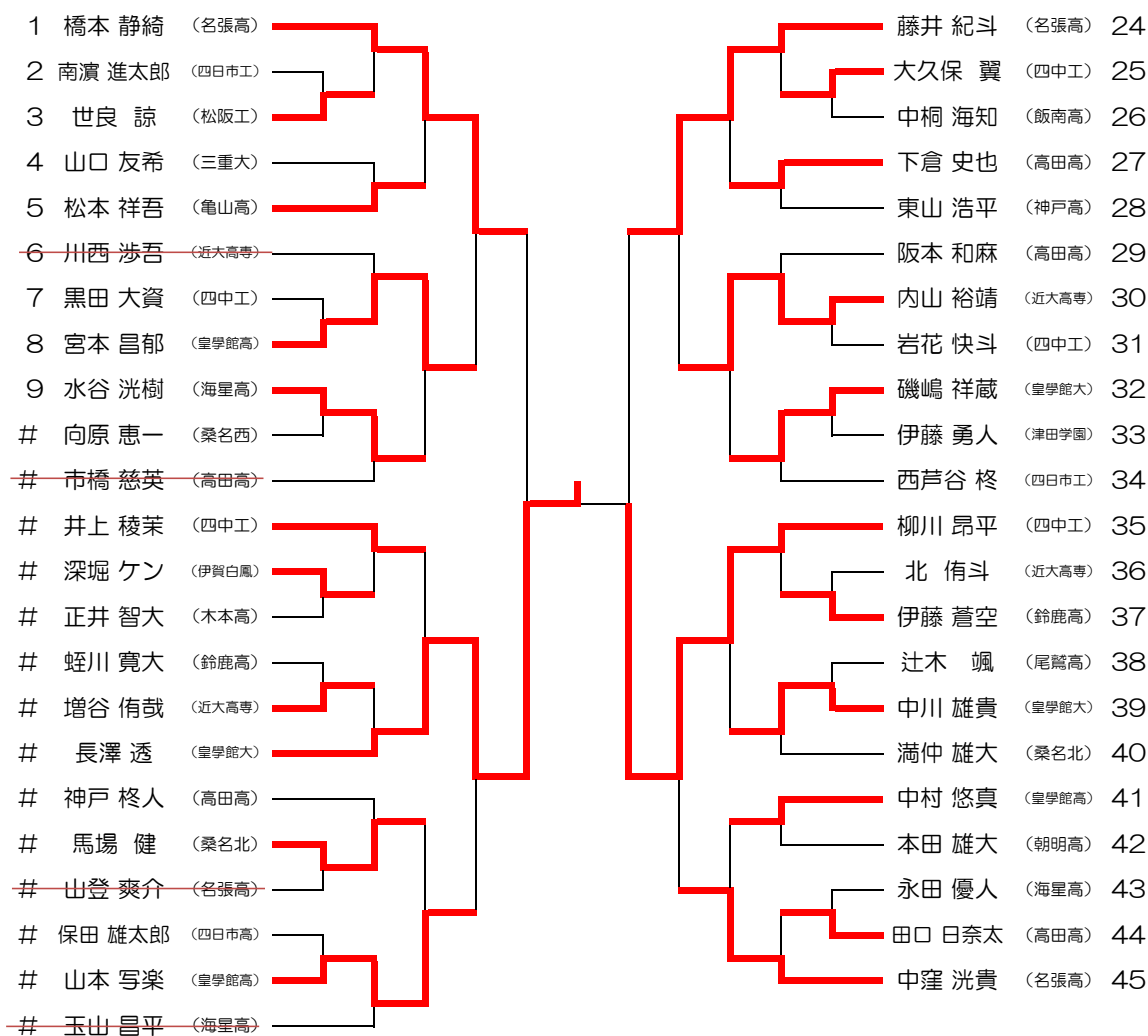 1 橋本 静綺 （名張高）
2 南濵 進太郎 （四日市工）
3 世良 諒 （松阪工）
4 山口 友希 （三重大）
5 松本 祥吾 （亀山高）
6 川西 渉吾 （近大高専）
7 黒田 大資 （四中工）
8 宮本 昌郁 （皇學館高）
9 水谷 洸樹 （海星高）
# 向原 恵一 （桑名西）
# 市橋 慈英 （高田高）
# 井上 稜茉 （四中工）
# 深堀 ケン （伊賀白鳳）
# 正井 智大 （木本高）
# 蛭川 寛大 （鈴鹿高）
# 増谷 侑哉 （近大高専）
# 長澤 透 （皇學館大）
# 神戸 柊人 （高田高）
# 馬場 健 （桑名北）
# 山登 爽介 （名張高）
# 保田 雄太郎 （四日市高）
# 山本 写楽 （皇學館高）
# 玉山 昌平 （海星高）
藤井 紀斗 （名張高） 24
大久保 翼 （四中工） 25
中桐 海知 （飯南高） 26
下倉 史也 （高田高） 27
東山 浩平 （神戸高） 28
阪本 和麻 （高田高） 29
内山 裕靖 （近大高専） 30
岩花 快斗 （四中工） 31
磯嶋 祥蔵 （皇學館大） 32
伊藤 勇人 （津田学園） 33
西芦谷 柊 （四日市工） 34
柳川 昂平 （四中工） 35
北 侑斗 （近大高専） 36
伊藤 蒼空 （鈴鹿高） 37
辻木 颯 （尾鷲高） 38
中川 雄貴 （皇學館大） 39
満仲 雄大 （桑名北） 40
中村 悠真 （皇學館高） 41
本田 雄大 （朝明高） 42
永田 優人 （海星高） 43
田口 日奈太 （高田高） 44
中窪 洸貴 （名張高） 45